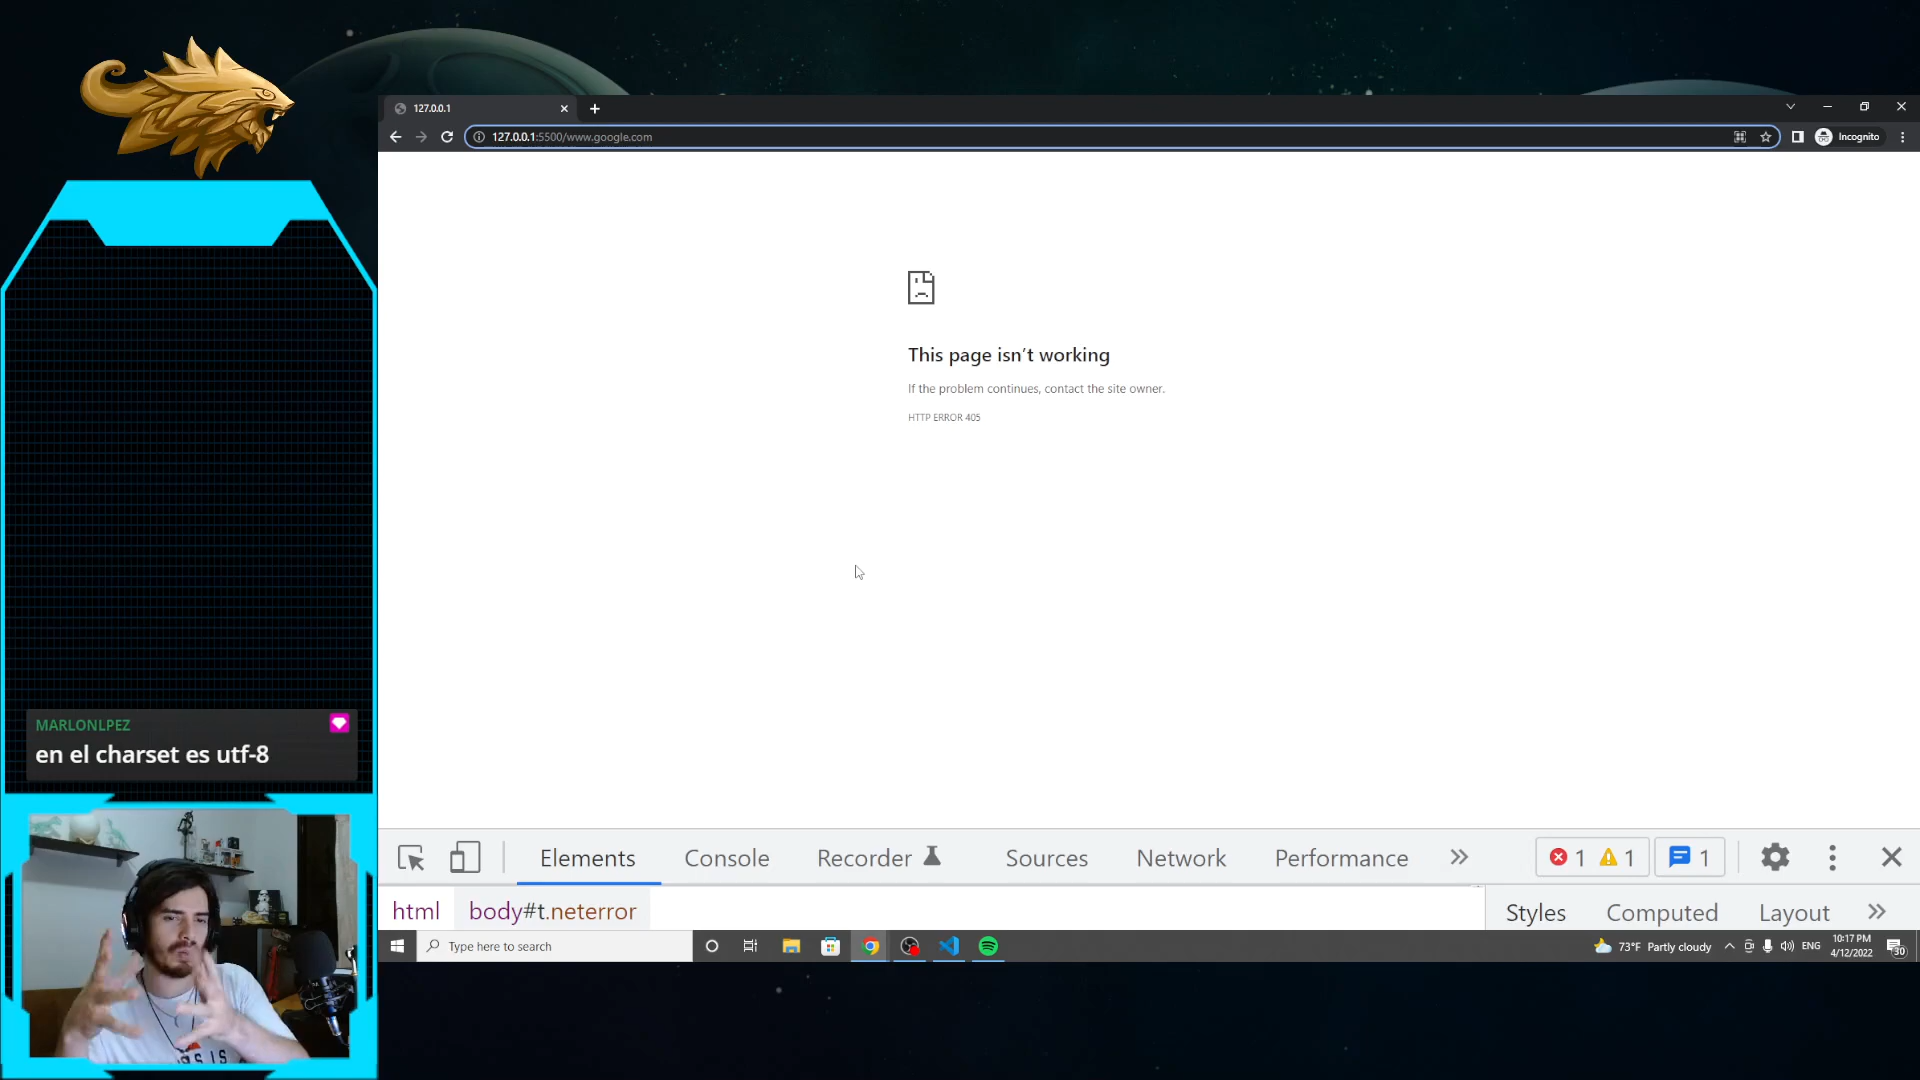 127.0.0.1
127.0.0.1:5500/www.google.com
Incognito
This page isn't working
If the problem continues, contact the site owner.
HTTP ERROR 405
MARLONLPEZ
en el charset es utf-8
Elements
Console
Recorder
Sources
Network
Performance
1
1
1
html
body#t.neterror
Styles
Computed
Layout
Type here to search
73°F Partly cloudy
ENG
10:17 PM
4/12/2022
30